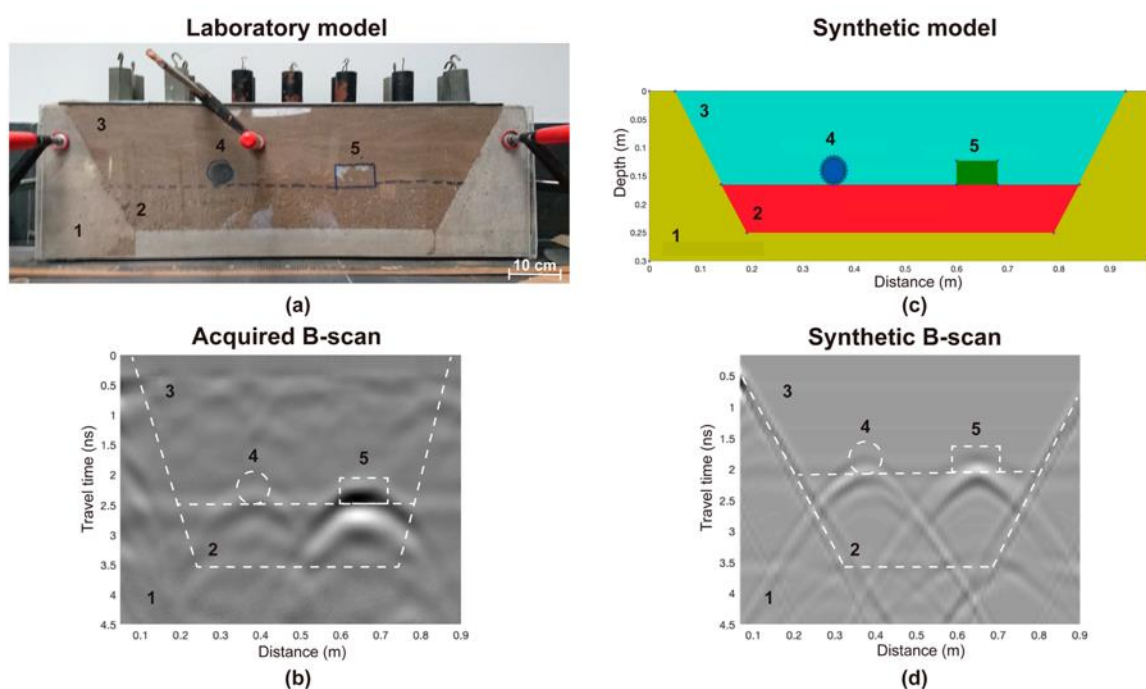 Laboratory model
3
4
5
2
1
10 cm
(a)
Synthetic model
0
0.05
0.1
0.15
0.2
0.25
0.3
Depth (m)
3
4
5
2
1
0 0.1 0.2 0.3 0.4 0.5 0.6 0.7 0.8 0.9
Distance (m)
(c)
Acquired B-scan
0
0.5
1
1.5
2
2.5
3
3.5
4
4.5
Travel time (ns)
3
4
5
2
1
0.1 0.2 0.3 0.4 0.5 0.6 0.7 0.8 0.9
Distance (m)
(b)
Synthetic B-scan
0.5
1
1.5
2
2.5
3
3.5
4
4.5
Travel time (ns)
3
4
5
2
1
0.1 0.2 0.3 0.4 0.5 0.6 0.7 0.8 0.9
Distance (m)
(d)